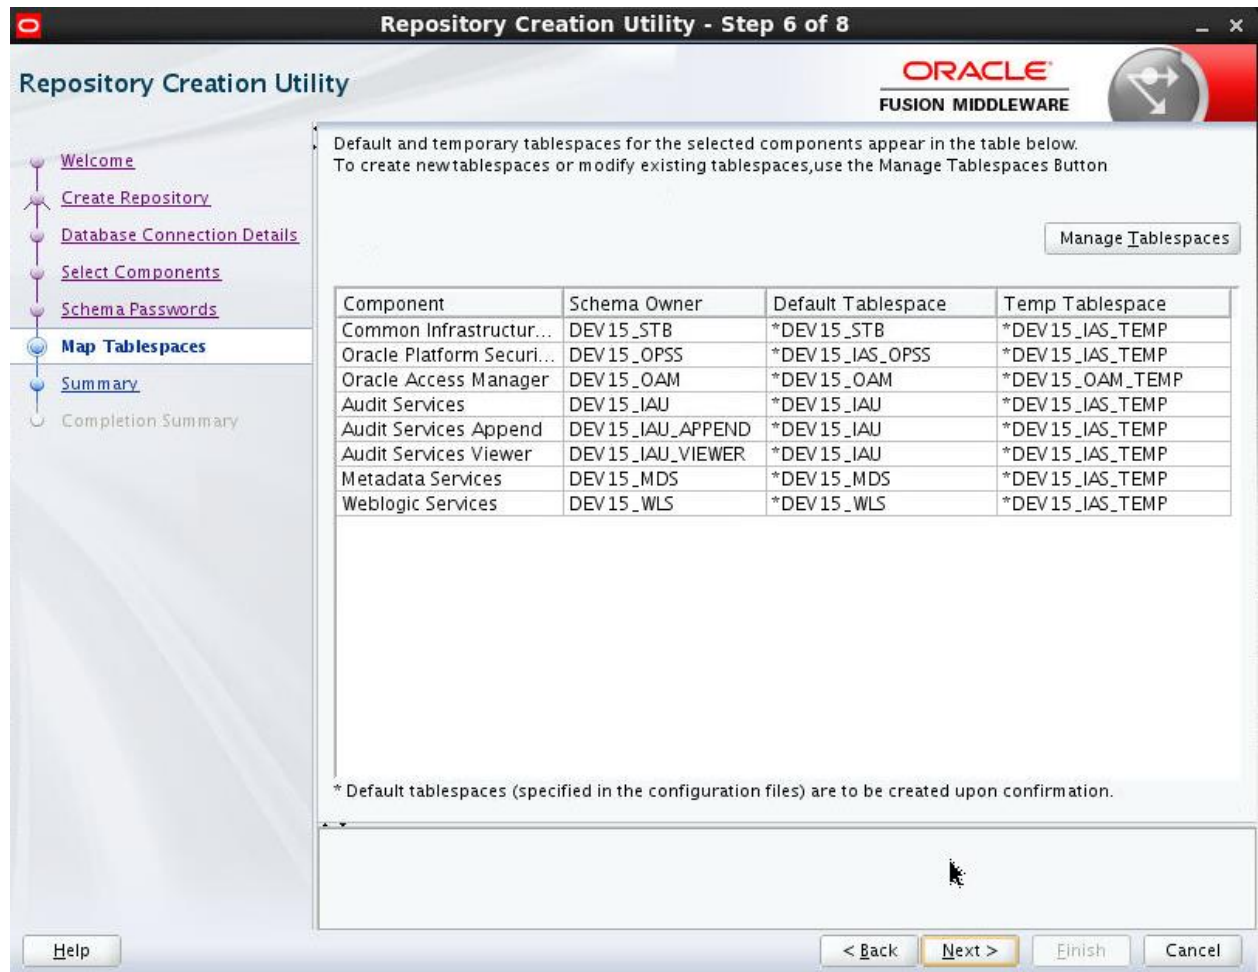 Repository Creation Utility - Step 6 of 8
Repository Creation Utility
ORACLE
FUSION MIDDLEWARE
Welcome
Create Repository
Database Connection Details
Select Components
Schema Passwords
Map Tablespaces
Summary
Completion Summary
Default and temporary tablespaces for the selected components appear in the table below.
To create new tablespaces or modify existing tablespaces,use the Manage Tablespaces Button
Manage Tablespaces
Component Schema Owner Default Tablespace Temp Tablespace
Common Infrastructur... DEV15_STB *DEV15_STB *DEV15_IAS_TEMP
Oracle Platform Securi... DEV15_OPSS *DEV15_IAS_OPSS *DEV15_IAS_TEMP
Oracle Access Manager DEV15_OAM *DEV15_OAM *DEV15_OAM_TEMP
Audit Services DEV15_IAU *DEV15_IAU *DEV15_IAS_TEMP
Audit Services Append DEV15_IAU_APPEND *DEV15_IAU *DEV15_IAS_TEMP
Audit Services Viewer DEV15_IAU_VIEWER *DEV15_IAU *DEV15_IAS_TEMP
Metadata Services DEV15_MDS *DEV15_MDS *DEV15_IAS_TEMP
Weblogic Services DEV15_WLS *DEV15_WLS *DEV15_IAS_TEMP
* Default tablespaces (specified in the configuration files) are to be created upon confirmation.
Help < Back Next > Finish Cancel